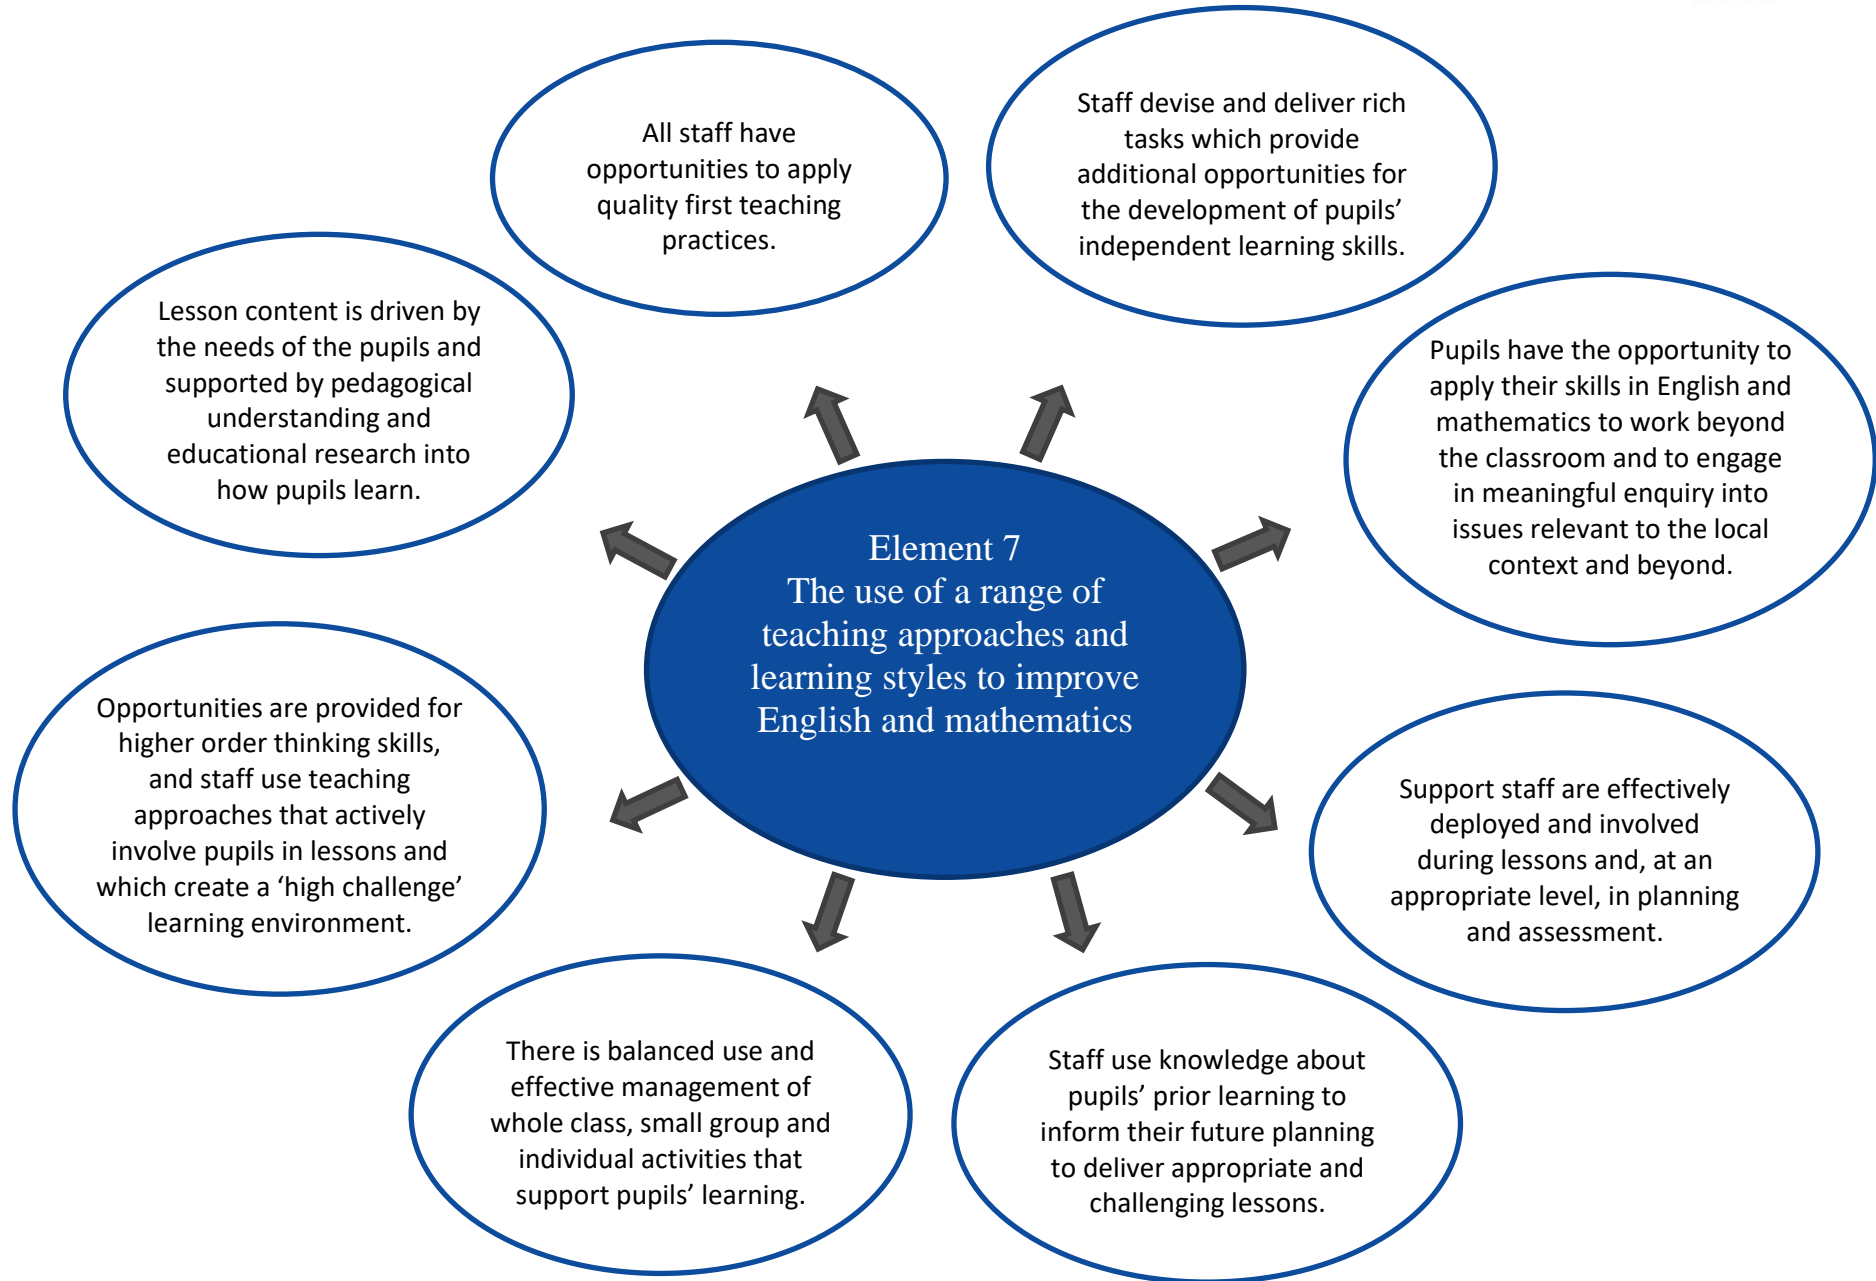 All staff have
opportunities to apply
quality first teaching
practices.
Staff devise and deliver rich
tasks which provide
additional opportunities for
the development of pupils’
independent learning skills.
Lesson content is driven by
the needs of the pupils and
supported by pedagogical
understanding and
educational research into
how pupils learn.
Pupils have the opportunity to
apply their skills in English and
mathematics to work beyond
the classroom and to engage
in meaningful enquiry into
issues relevant to the local
context and beyond.
Element 7
The use of a range of
teaching approaches and
learning styles to improve
English and mathematics
Opportunities are provided for
higher order thinking skills,
and staff use teaching
approaches that actively
involve pupils in lessons and
which create a ‘high challenge’
learning environment.
Support staff are effectively
deployed and involved
during lessons and, at an
appropriate level, in planning
and assessment.
There is balanced use and
effective management of
whole class, small group and
individual activities that
support pupils’ learning.
Staff use knowledge about
pupils’ prior learning to
inform their future planning
to deliver appropriate and
challenging lessons.